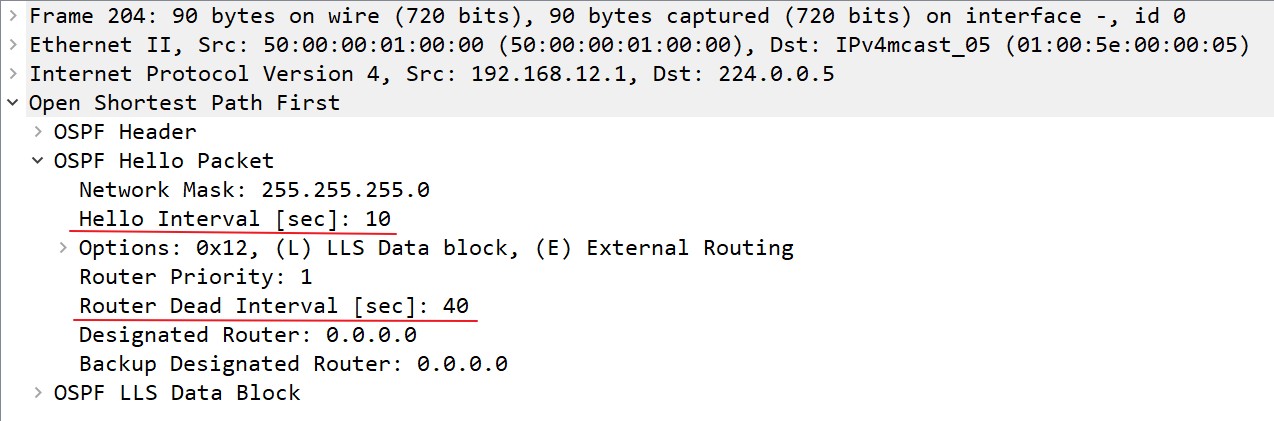 Frame 204: 90 bytes on wire (720 bits), 90 bytes captured (720 bits) on interface -, id 0
Ethernet II, Src: 50:00:00:01:00:00 (50:00:00:01:00:00), Dst: IPv4mcast_05 (01:00:5e:00:00:05)
Internet Protocol Version 4, Src: 192.168.12.1, Dst: 224.0.0.5
Open Shortest Path First
OSPF Header
OSPF Hello Packet
Network Mask: 255.255.255.0
Hello Interval [sec]: 10
Options: 0x12, (L) LLS Data block, (E) External Routing
Router Priority: 1
Router Dead Interval [sec]: 40
Designated Router: 0.0.0.0
Backup Designated Router: 0.0.0.0
OSPF LLS Data Block